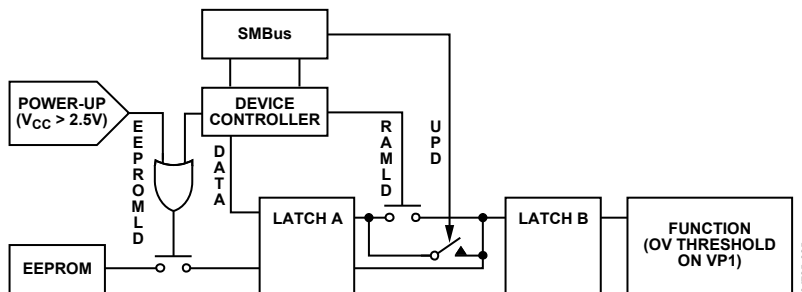 SMBus
POWER-UP
(VCC > 2.5V)
EEPROMLD
DEVICE
CONTROLLER
DATA
RAMLD
UPD
LATCH A
LATCH B
FUNCTION
(OV THRESHOLD
ON VP1)
EEPROM